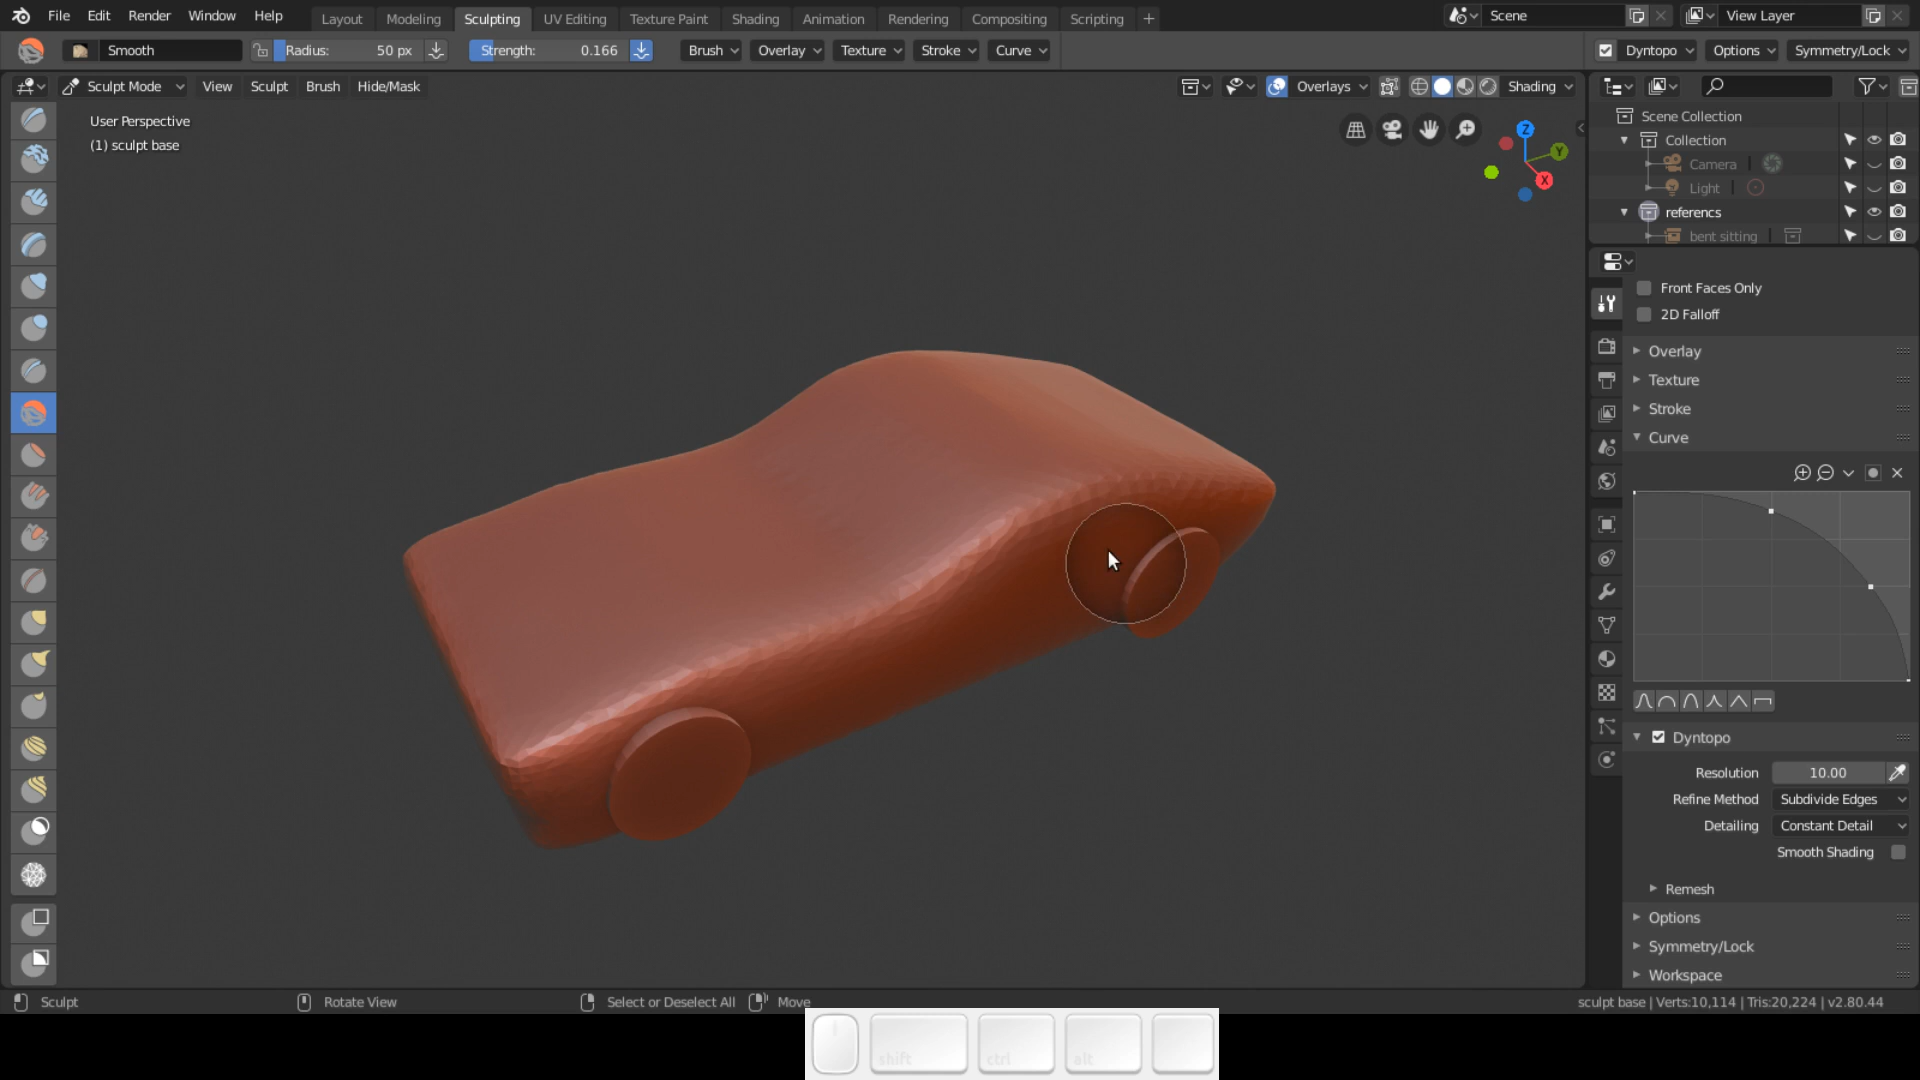 File Edit Render Window Help Layout Modeling Sculpting UV Editing Texture Paint Shading Animation Rendering Compositing Scripting Scene View Layer
Smooth Radius: 50 px Strength: 0.166 Brush Overlay Texture Stroke Curve Dyntopo Options Symmetry/Lock
Sculpt Mode View Sculpt Brush Hide/Mask Overlays Shading
User Perspective
(1) sculpt base
Z
Y
X
Scene Collection
Collection
Camera
Light
referencs
bent sitting
Front Faces Only
2D Falloff
Overlay
Texture
Stroke
Curve
Dyntopo
Resolution 10.00
Refine Method Subdivide Edges
Detailing Constant Detail
Smooth Shading
Remesh
Options
Symmetry/Lock
Workspace
Sculpt Rotate View Select or Deselect All Move sculpt base | Verts:10,114 | Tris:20,224 | v2.80.44
shift ctrl alt